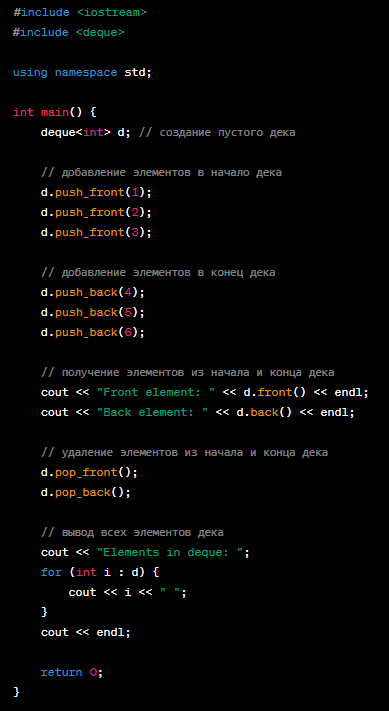 #include <iostream>
#include <deque>
using namespace std;
int main() {
deque<int> d; // создание пустого дека
// добавление элементов в начало дека
d.push_front(1);
d.push_front(2);
d.push_front(3);
// добавление элементов в конец дека
d.push_back(4);
d.push_back(5);
d.push_back(6);
// получение элементов из начала и конца дека
cout << "Front element: " << d.front() << endl;
cout << "Back element: " << d.back() << endl;
// удаление элементов из начала и конца дека
d.pop_front();
d.pop_back();
// вывод всех элементов дека
cout << "Elements in deque: ";
for (int i : d) {
cout << i << " ";
}
cout << endl;
return 0;
}